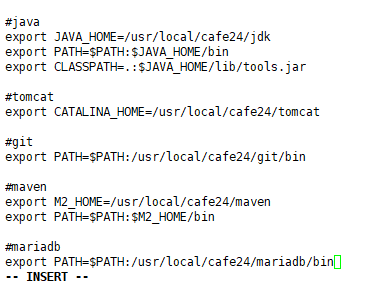 #java
export JAVA_HOME=/usr/local/cafe24/jdk
export PATH=$PATH:$JAVA_HOME/bin
export CLASSPATH=.:$JAVA_HOME/lib/tools.jar
#tomcat
export CATALINA_HOME=/usr/local/cafe24/tomcat
#git
export PATH=$PATH:/usr/local/cafe24/git/bin
#maven
export M2_HOME=/usr/local/cafe24/maven
export PATH=$PATH:$M2_HOME/bin
#mariadb
export PATH=$PATH:/usr/local/cafe24/mariadb/bin
-- INSERT --